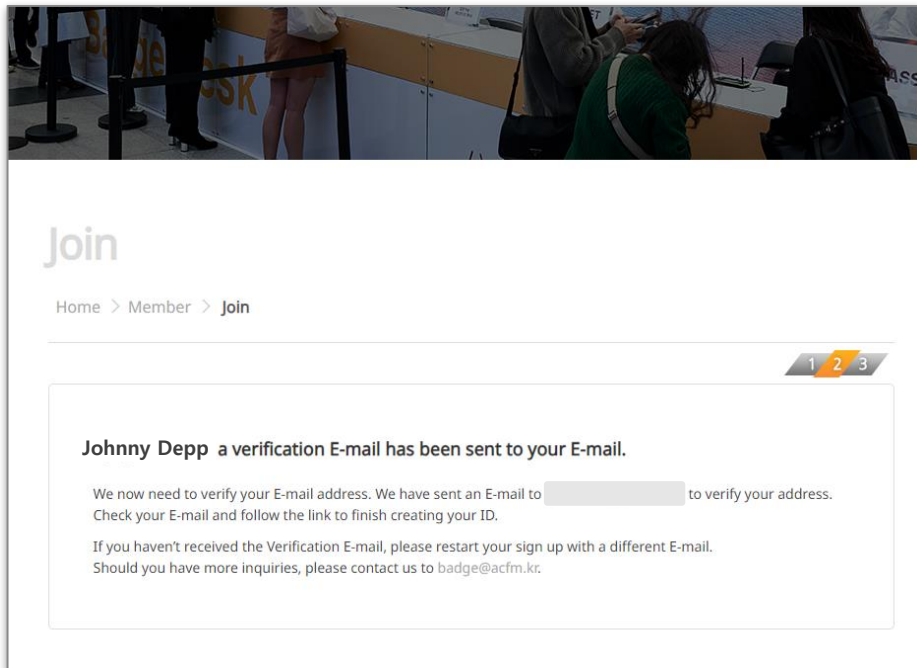 Badge Desk
Ass
Join
Home > Member > Join
1 2 3
Johnny Depp a verification E-mail has been sent to your E-mail.
We now need to verify your E-mail address. We have sent an E-mail to to verify your address.
Check your E-mail and follow the link to finish creating your ID.
If you haven't received the Verification E-mail, please restart your sign up with a different E-mail.
Should you have more inquiries, please contact us to badge@acfm.kr.